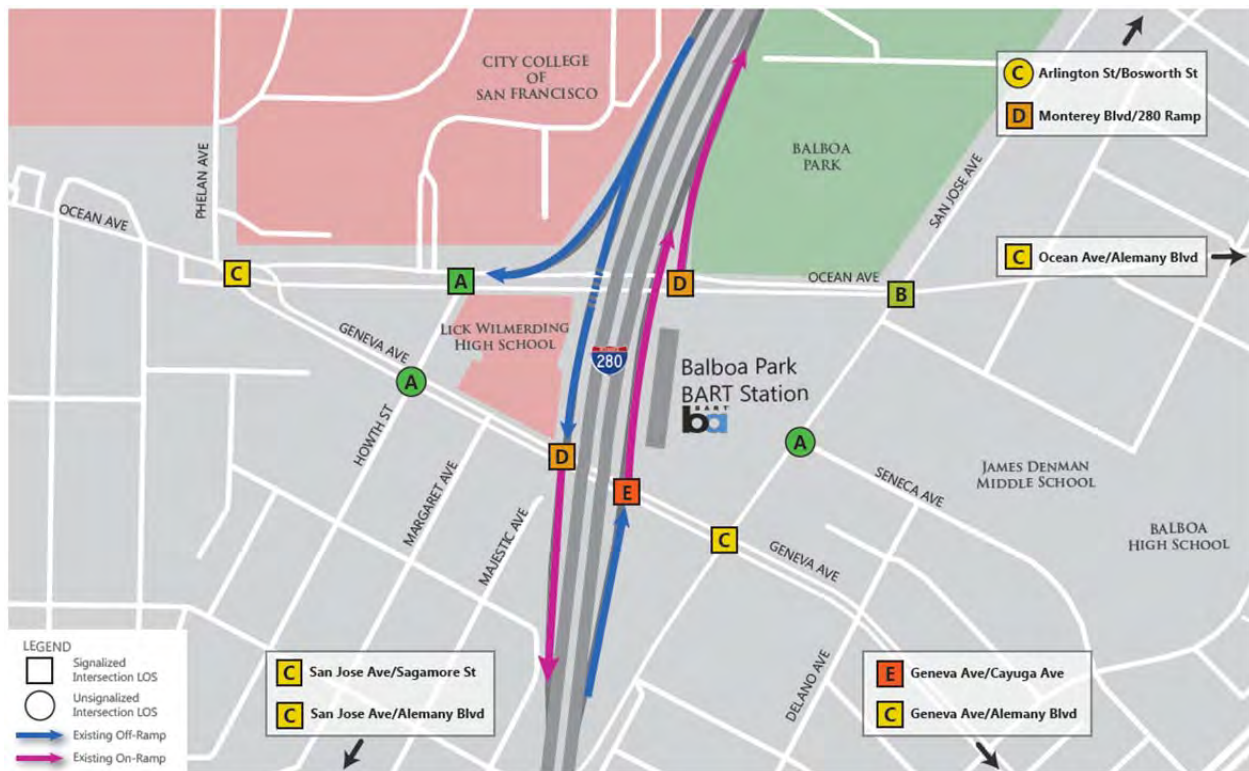 CITY COLLEGE
OF
SAN FRANCISCO
C Arlington St/Bosworth St
D Monterey Blvd/280 Ramp
PHELAN AVE
BALBOA
PARK
SAN JOSE AVE
OCEAN AVE
C Ocean Ave/Alemany Blvd
C
A
D
OCEAN AVE
B
GENEVA AVE
LICK WILMERDING
HIGH SCHOOL
280
Balboa Park
BART Station
BART
ba
A
HOWTH ST
D
A
MARGARET AVE
E
SENECA AVE
JAMES DENMAN
MIDDLE SCHOOL
MAJESTIC AVE
C
GENEVA AVE
BALBOA
HIGH SCHOOL
DELANO AVE
LEGEND
Signalized
Intersection LOS
Unsignalized
Intersection LOS
Existing Off-Ramp
Existing On-Ramp
C San Jose Ave/Sagamore St
C San Jose Ave/Alemany Blvd
E Geneva Ave/Cayuga Ave
C Geneva Ave/Alemany Blvd